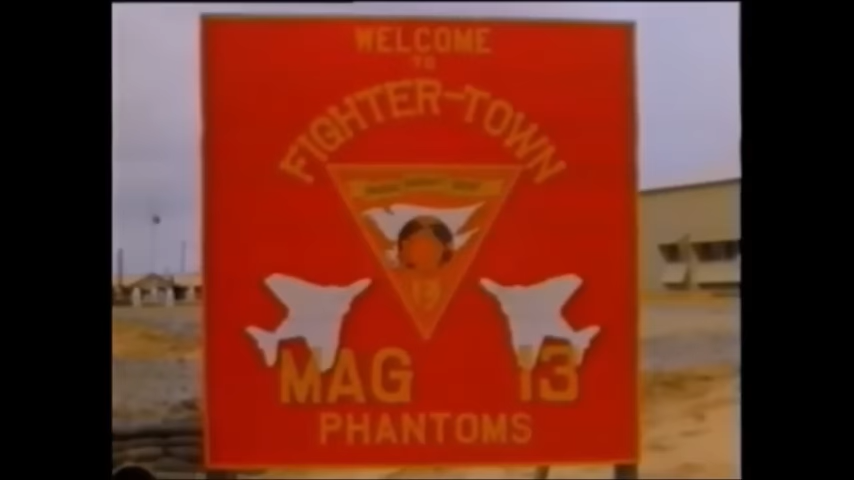 WELCOME
TO
FIGHTER-TOWN
13
MAG 13
PHANTOMS